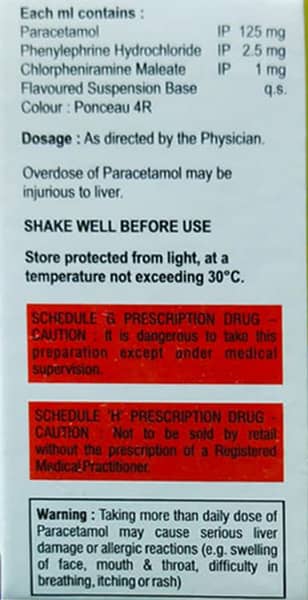 Each ml contains :
Paracetamol IP 125 mg
Phenylephrine Hydrochloride IP 2.5 mg
Chlorpheniramine Maleate IP 1 mg
Flavoured Suspension Base q.s.
Colour : Ponceau 4R
Dosage : As directed by the Physician.
Overdose of Paracetamol may be
injurious to liver.
SHAKE WELL BEFORE USE
Store protected from light, at a
temperature not exceeding 30°C.
SCHEDULE G PRESCRIPTION DRUG -
CAUTION : It is dangerous to take this
preparation except under medical
supervision.
SCHEDULE 'H' PRESCRIPTION DRUG -
CAUTION : Not to be sold by retail
without the prescription of a Registered
Medical Practitioner.
Warning : Taking more than daily dose of
Paracetamol may cause serious liver
damage or allergic reactions (e.g. swelling
of face, mouth & throat, difficulty in
breathing, itching or rash)